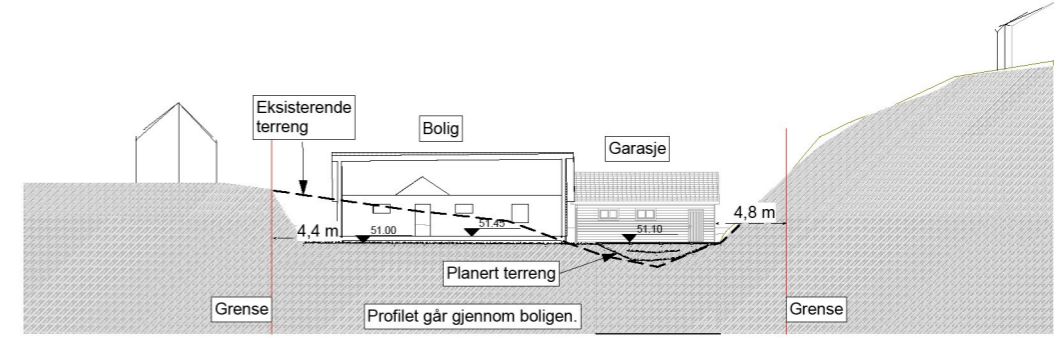 Eksisterende
terreng
Bolig
Garasje
4,4 m
51.00
51.45
51.10
4,8 m
Planert terreng
Grense
Profilet går gjennom boligen.
Grense